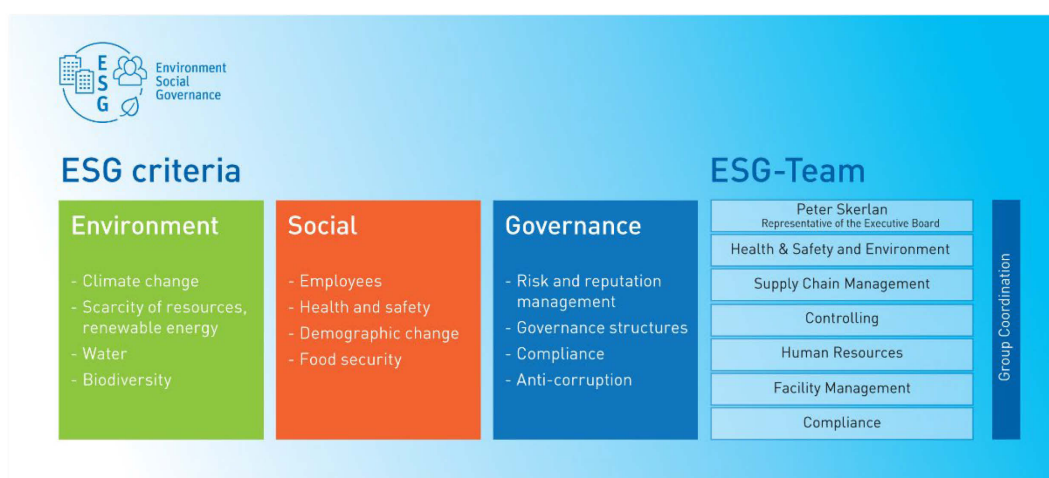 E
S
G
Environment
Social
Governance
ESG criteria
Environment
- Climate change
- Scarcity of resources,
renewable energy
- Water
- Biodiversity
Social
- Employees
- Health and safety
- Demographic change
- Food security
Governance
- Risk and reputation
management
- Governance structures
- Compliance
- Anti-corruption
ESG-Team
Peter Skerlan
Representative of the Executive Board
Health & Safety and Environment
Supply Chain Management
Controlling
Human Resources
Facility Management
Compliance
Group Coordination